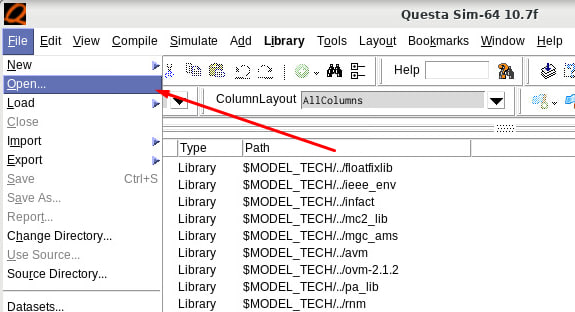 Questa Sim-64 10.7f
File Edit View Compile Simulate Add Library Tools Layout Bookmarks Window Help
New
Open...
Load
Close
Import
Export
Save Ctrl+S
Save As...
Report...
Change Directory...
Use Source...
Source Directory...
Datasets...
Help
ColumnLayout AllColumns
Type Path
Library $MODEL_TECH/../floatfixlib
Library $MODEL_TECH/../ieee_env
Library $MODEL_TECH/../infact
Library $MODEL_TECH/../mc2_lib
Library $MODEL_TECH/../mgc_ams
Library $MODEL_TECH/../avm
Library $MODEL_TECH/../ovm-2.1.2
Library $MODEL_TECH/../pa_lib
Library $MODEL_TECH/../rnm